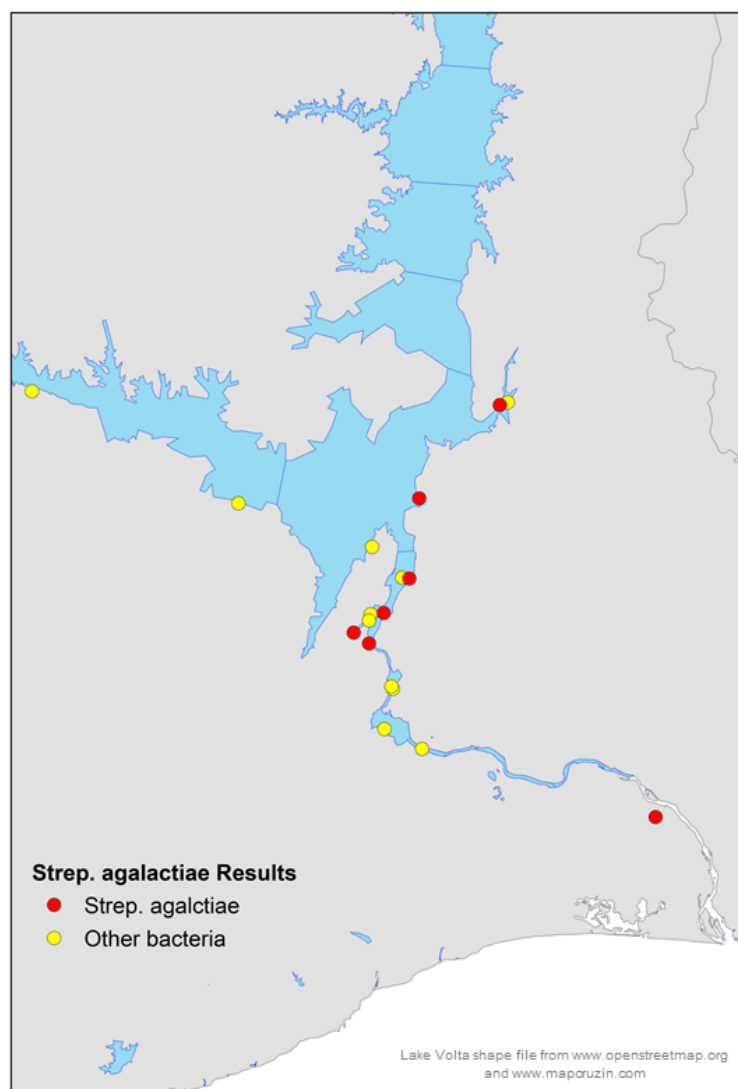 Strep. agalactiae Results
Strep. agalctiae
Other bacteria
Lake Volta shape file from www.openstreetmap.org
and www.mapcruzin.com